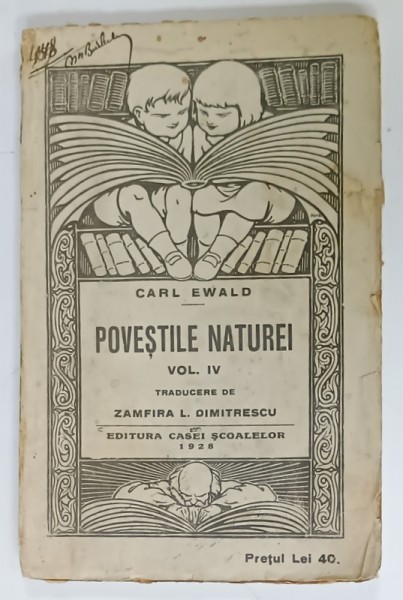 CARL EWALD
POVEȘTILE NATUREI
VOL. IV
TRADUCERE DE
ZAMFIRA L. DIMITRESCU
EDITURA CASEI ȘCOALELOR
1928
Prețul Lei 40.